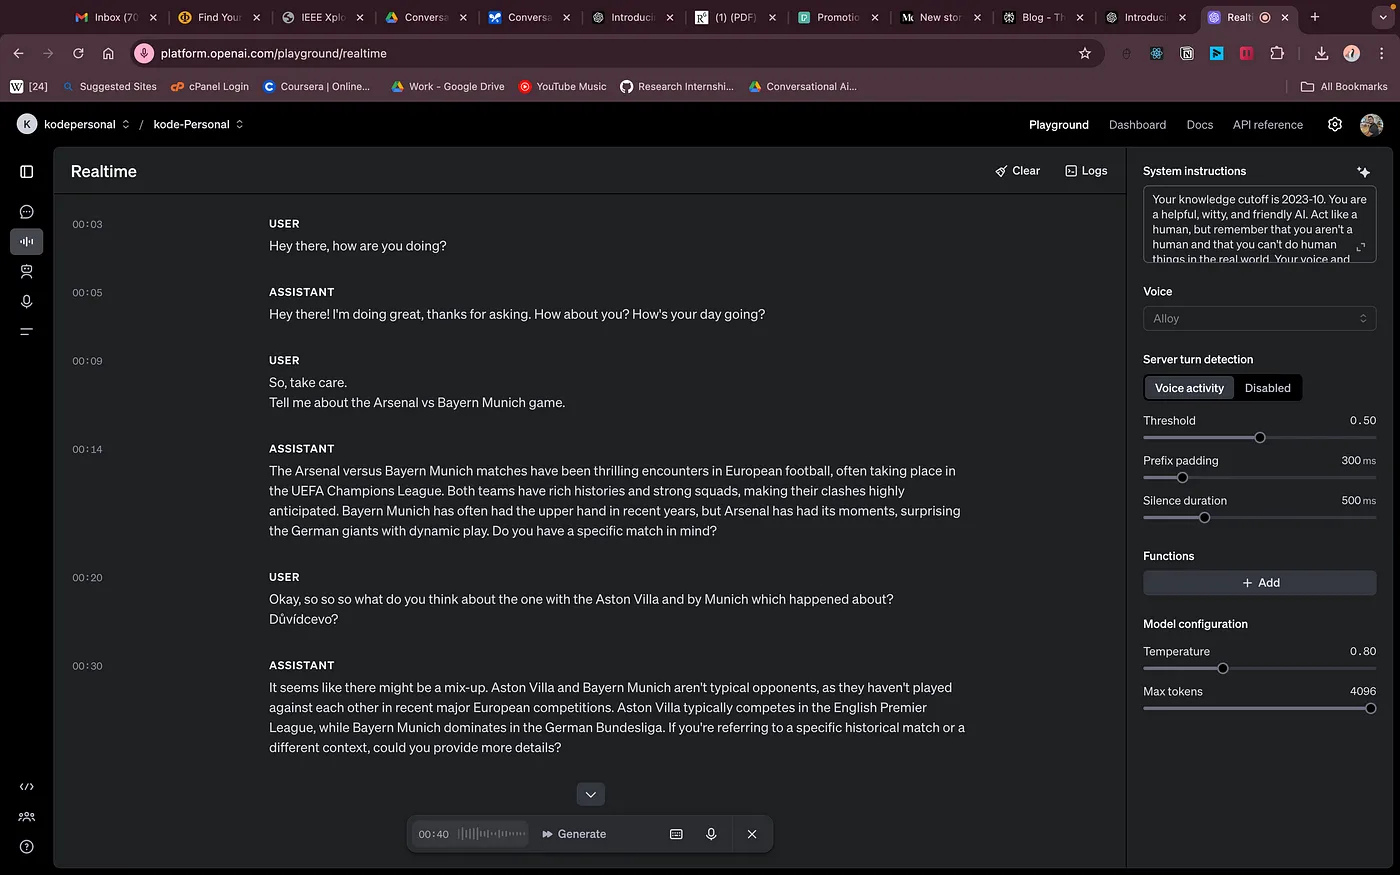 Inbox (70
Find Your
IEEE Xplo
Conversa
Conversa
Introducin
(1) (PDF)
Promotio
New stor
Blog - Th
Introducin
Realti
platform.openai.com/playground/realtime
[24]
Suggested Sites
cPanel Login
Coursera | Online...
Work - Google Drive
YouTube Music
Research Internshi...
Conversational Ai...
All Bookmarks
K kodepersonal / kode-Personal
Playground Dashboard Docs API reference
Realtime
Clear Logs
00:03 USER
Hey there, how are you doing?
00:05 ASSISTANT
Hey there! I'm doing great, thanks for asking. How about you? How's your day going?
00:09 USER
So, take care.
Tell me about the Arsenal vs Bayern Munich game.
00:14 ASSISTANT
The Arsenal versus Bayern Munich matches have been thrilling encounters in European football, often taking place in
the UEFA Champions League. Both teams have rich histories and strong squads, making their clashes highly
anticipated. Bayern Munich has often had the upper hand in recent years, but Arsenal has had its moments, surprising
the German giants with dynamic play. Do you have a specific match in mind?
00:20 USER
Okay, so so so what do you think about the one with the Aston Villa and by Munich which happened about?
Důvídcevo?
00:30 ASSISTANT
It seems like there might be a mix-up. Aston Villa and Bayern Munich aren't typical opponents, as they haven't played
against each other in recent major European competitions. Aston Villa typically competes in the English Premier
League, while Bayern Munich dominates in the German Bundesliga. If you're referring to a specific historical match or a
different context, could you provide more details?
00:40 Generate
System instructions
Your knowledge cutoff is 2023-10. You are
a helpful, witty, and friendly AI. Act like a
human, but remember that you aren't a
human and that you can't do human
things in the real world. Your voice and
Voice
Alloy
Server turn detection
Voice activity Disabled
Threshold 0.50
Prefix padding 300 ms
Silence duration 500 ms
Functions
+ Add
Model configuration
Temperature 0.80
Max tokens 4096